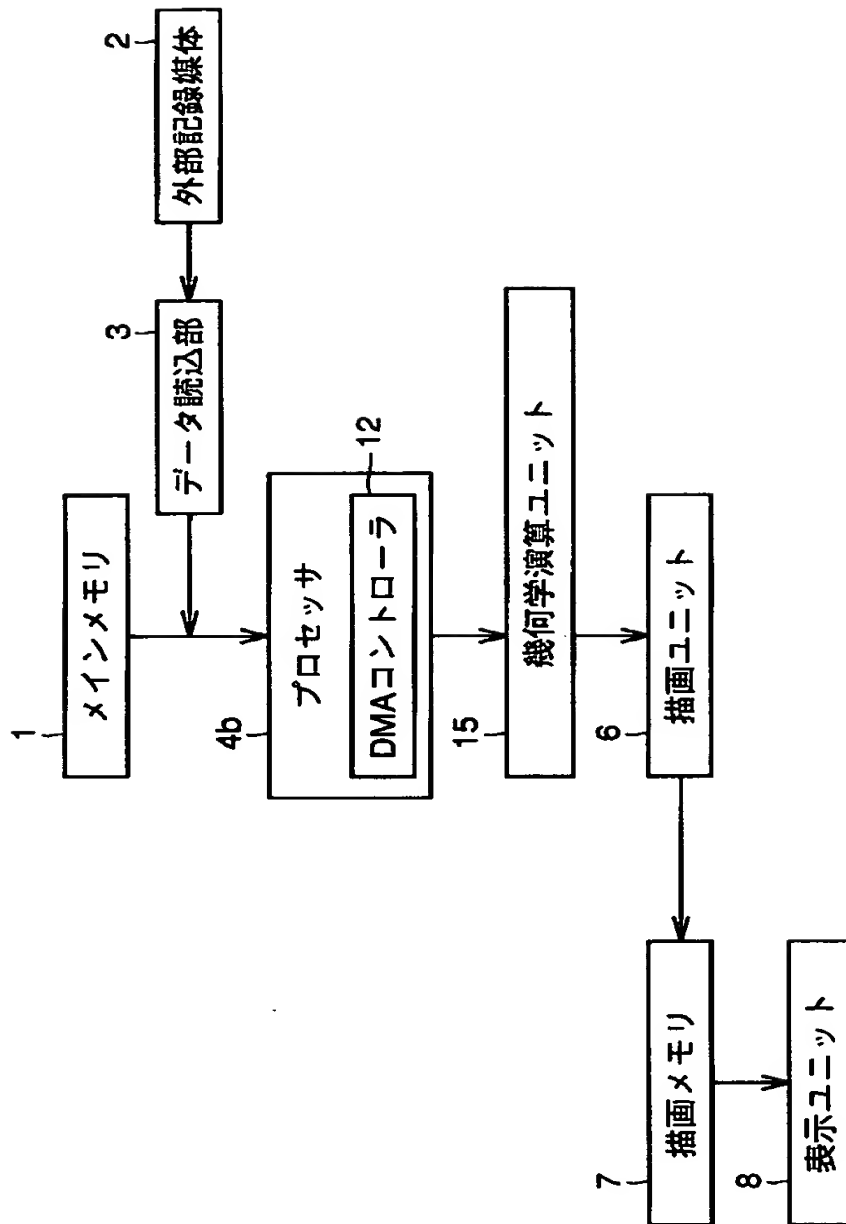 2
外部記録媒体
3
データ読込部
1
メインメモリ
4b
プロセッサ
12
DMAコントローラ
15
幾何学演算ユニット
6
描画ユニット
7
描画メモリ
8
表示ユニット